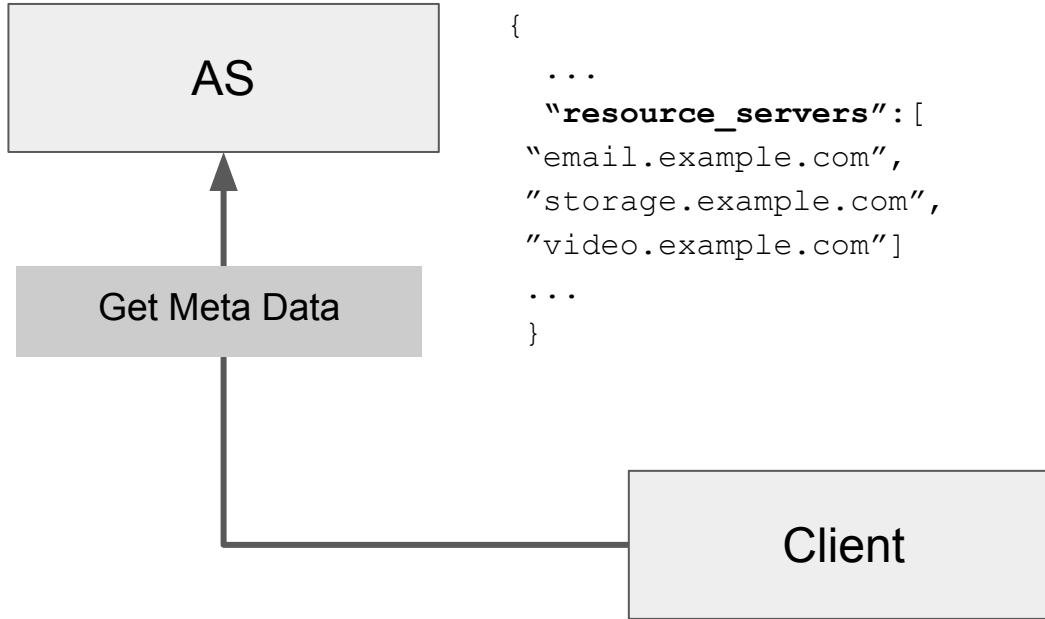 AS
{
...
“resource_servers”:[
“email.example.com”,
”storage.example.com”,
”video.example.com”]
...
}
Get Meta Data
Client